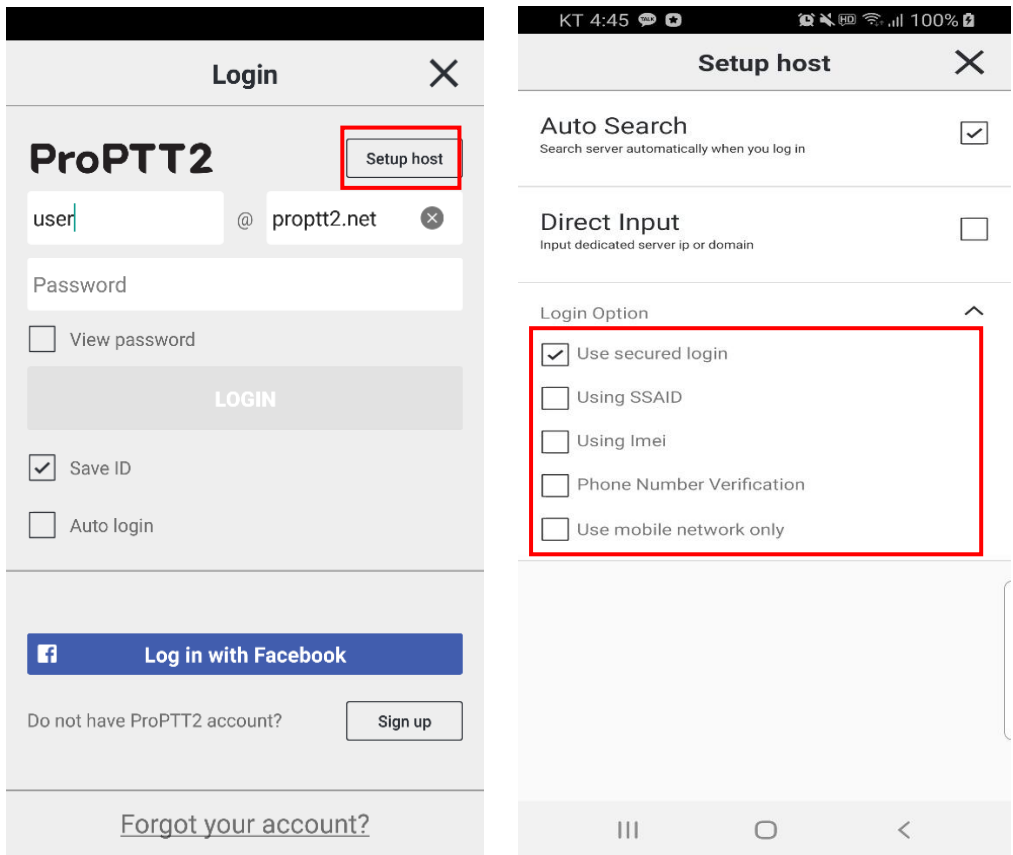 Login
ProPTT2
Setup host
user @ proptt2.net
Password
View password
LOGIN
Save ID
Auto login
Log in with Facebook
Do not have ProPTT2 account?
Sign up
Forgot your account?
KT 4:45 TALK HD 100%
Setup host
Auto Search
Search server automatically when you log in
Direct Input
Input dedicated server ip or domain
Login Option
Use secured login
Using SSAID
Using Imei
Phone Number Verification
Use mobile network only